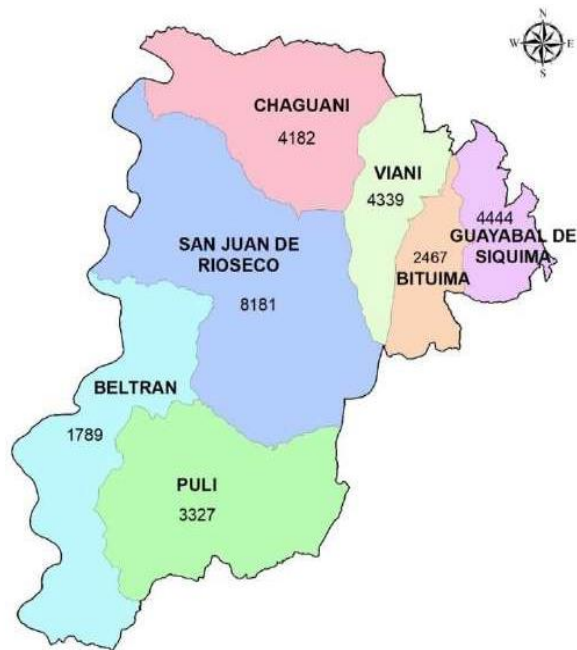 N
W E
S
CHAGUANI
4182
VIANI
4339
4444
GUAYABAL DE
SIQUIMA
2467
BITUIMA
SAN JUAN DE
RIOSECO
8181
BELTRAN
1789
PULI
3327